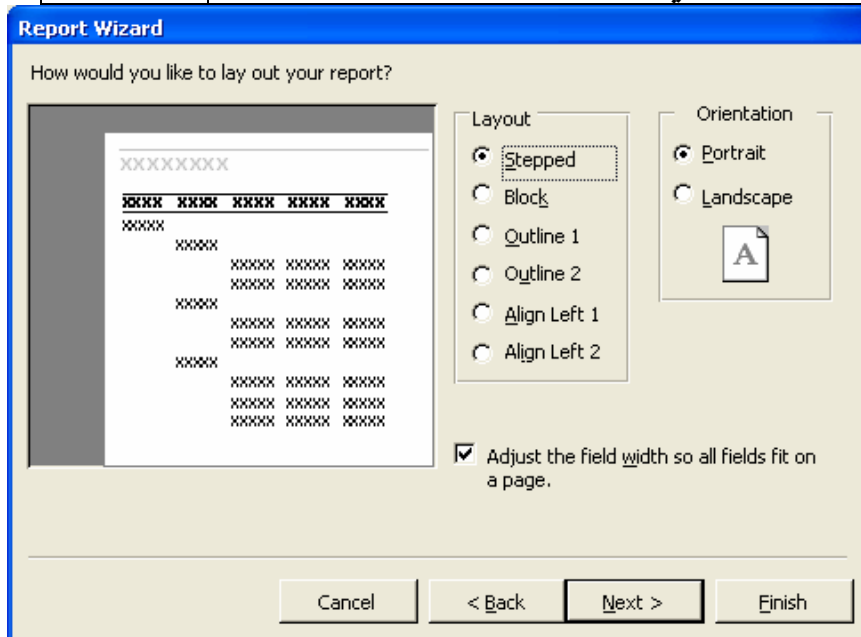 Report Wizard
How would you like to lay out your report?
XXXXXXXX
XXXX XXXX XXXX XXXX XXXX
XXXXX
XXXXX
XXXXX XXXXX XXXXX
XXXXX XXXXX XXXXX
XXXXX
XXXXX XXXXX XXXXX
XXXXX XXXXX XXXXX
XXXXX
XXXXX XXXXX XXXXX
XXXXX XXXXX XXXXX
XXXXX XXXXX XXXXX
Layout
Stepped
Block
Outline 1
Outline 2
Align Left 1
Align Left 2
Orientation
Portrait
Landscape
A
Adjust the field width so all fields fit on
a page.
Cancel
< Back
Next >
Finish